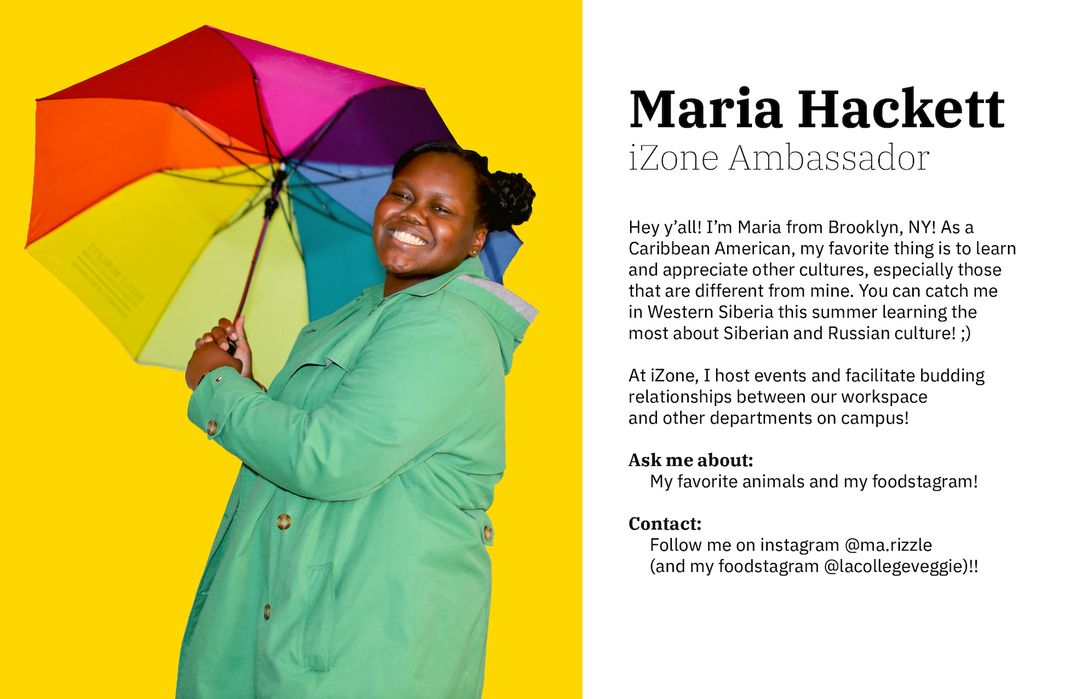 Maria Hackett
iZone Ambassador
Hey y’all! I’m Maria from Brooklyn, NY! As a
Caribbean American, my favorite thing is to learn
and appreciate other cultures, especially those
that are different from mine. You can catch me
in Western Siberia this summer learning the
most about Siberian and Russian culture! ;)
At iZone, I host events and facilitate budding
relationships between our workspace
and other departments on campus!
Ask me about:
My favorite animals and my foodstagram!
Contact:
Follow me on instagram @ma.rizzle
(and my foodstagram @lacollegeveggie)!!